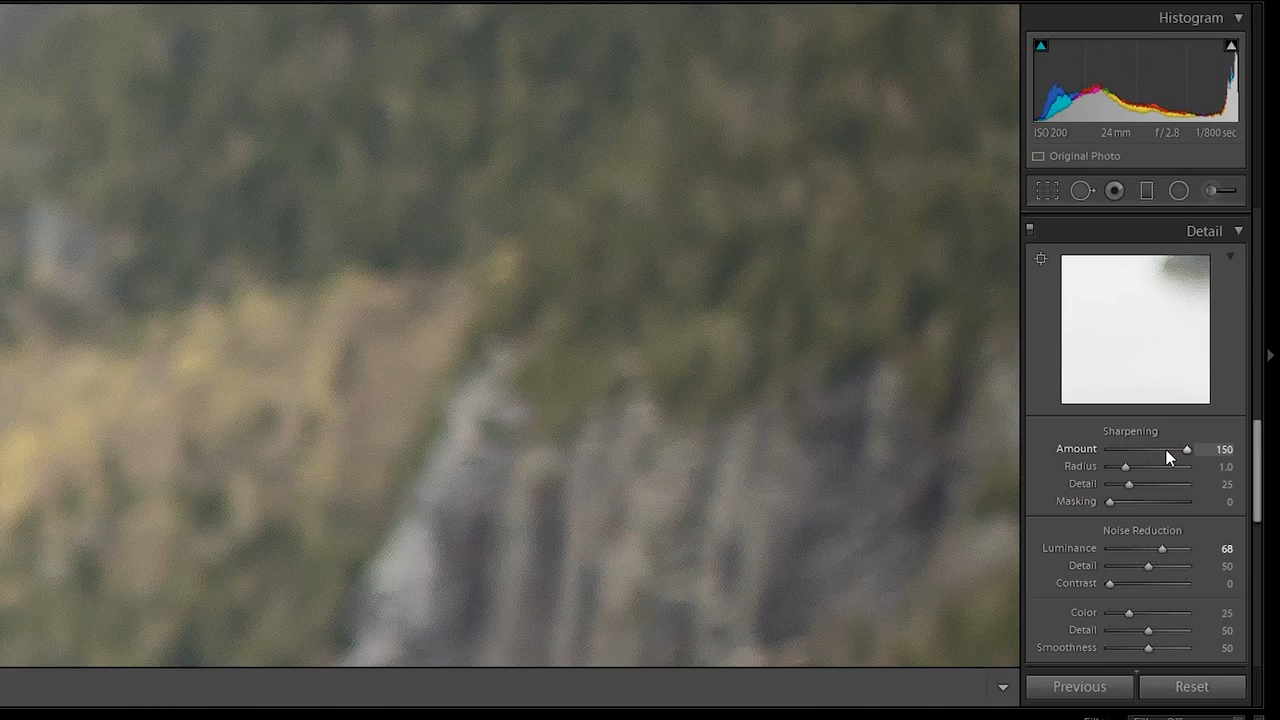 Histogram
ISO 200 24 mm f / 2.8 1/800 sec
Original Photo
Detail
Sharpening
Amount 150
Radius 1.0
Detail 25
Masking 0
Noise Reduction
Luminance 68
Detail 50
Contrast 0
Color 25
Detail 50
Smoothness 50
Previous Reset